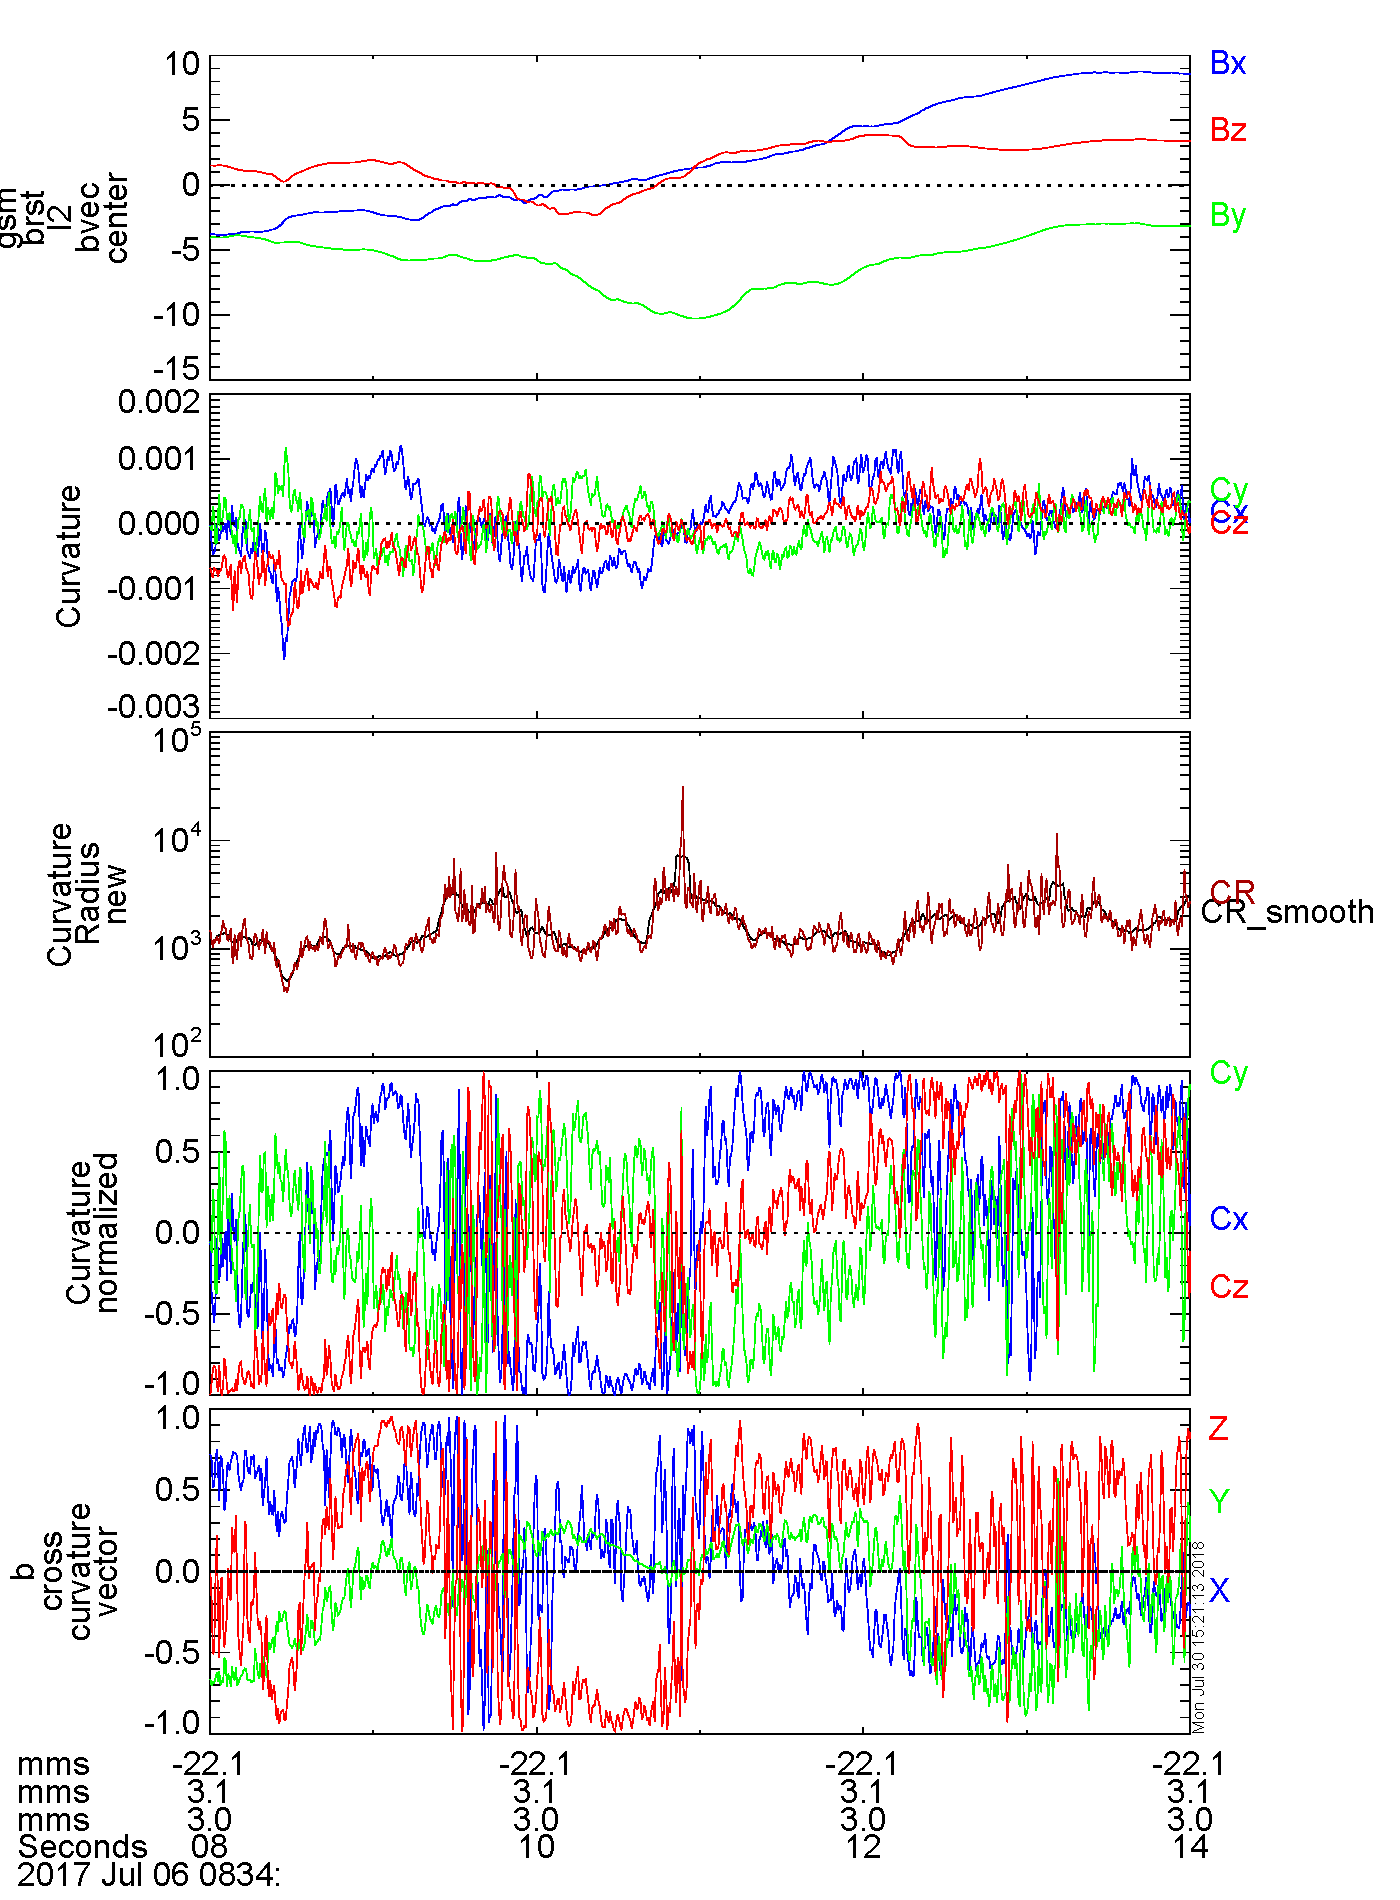 10
5
0
-5
-10
-15
gsm
brst
l2
bvec
center
Bx
Bz
By
0.002
0.001
0.000
-0.001
-0.002
-0.003
Curvature
Cy
Cx
Cz
10^5
10^4
10^3
10^2
Curvature
Radius
new
CR
CR_smooth
1.0
0.5
0.0
-0.5
-1.0
Curvature
normalized
Cy
Cx
Cz
1.0
0.5
0.0
-0.5
-1.0
b
cross
curvature
vector
Z
Y
X
Mon Jul 30 15:21:13 2018
mms -22.1 -22.1 -22.1 -22.1
mms 3.1 3.1 3.1 3.1
mms 3.0 3.0 3.0 3.0
Seconds 08 10 12 14
2017 Jul 06 0834: